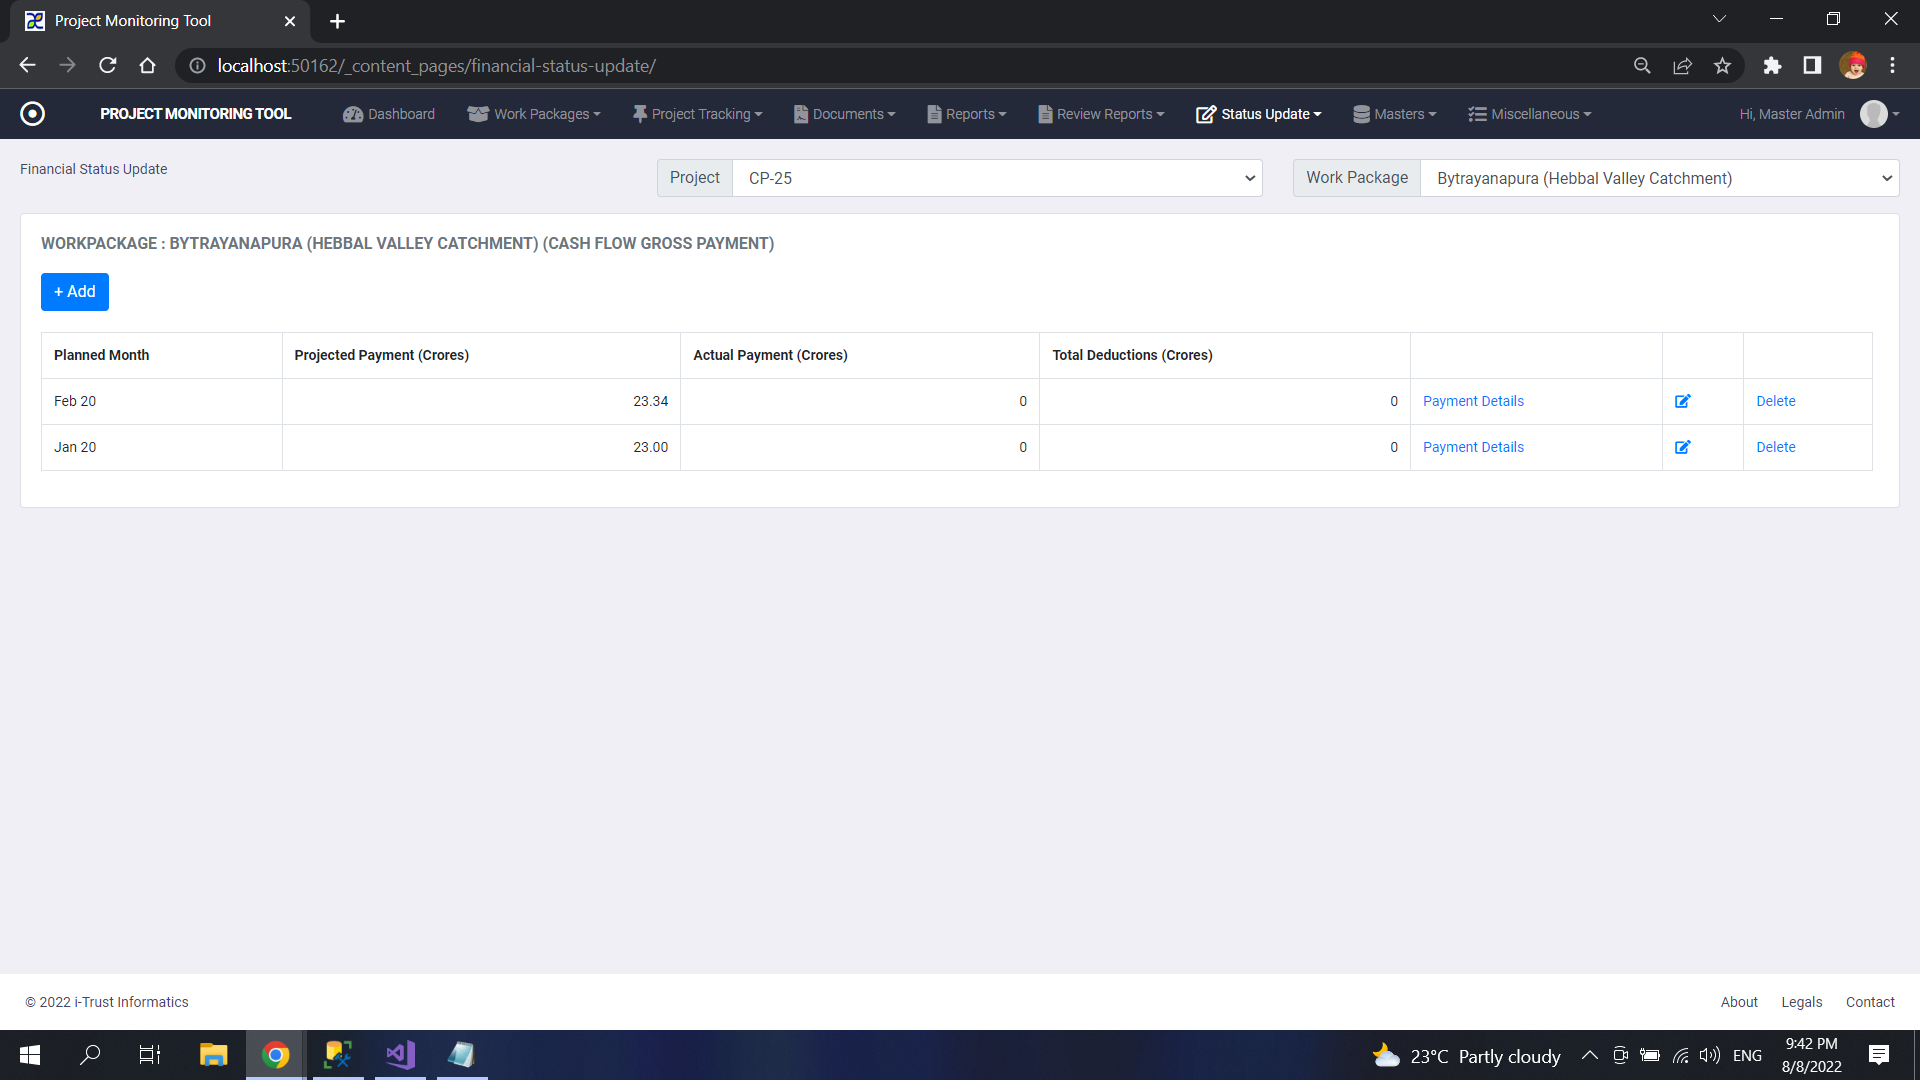 Project Monitoring Tool
localhost:50162/_content_pages/financial-status-update/
PROJECT MONITORING TOOL Dashboard Work Packages Project Tracking Documents Reports Review Reports Status Update Masters Miscellaneous Hi, Master Admin
Financial Status Update Project CP-25 Work Package Bytrayanapura (Hebbal Valley Catchment)
WORKPACKAGE : BYTRAYANAPURA (HEBBAL VALLEY CATCHMENT) (CASH FLOW GROSS PAYMENT)
+ Add
Planned Month Projected Payment (Crores) Actual Payment (Crores) Total Deductions (Crores)
Feb 20 23.34 0 0 Payment Details Delete
Jan 20 23.00 0 0 Payment Details Delete
© 2022 i-Trust Informatics About Legals Contact
23°C Partly cloudy ENG 9:42 PM
8/8/2022